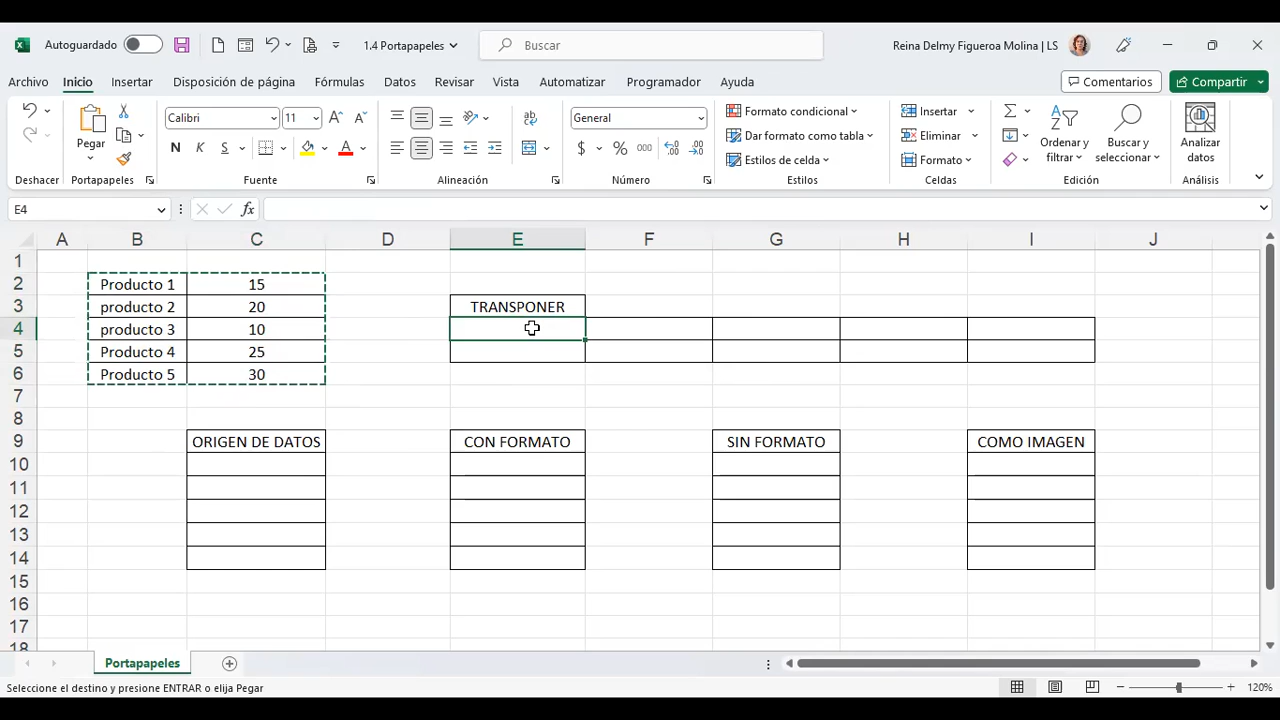 Autoguardado
1.4 Portapapeles
Buscar
Reina Delmy Figueroa Molina | LS
Archivo Inicio Insertar Disposición de página Fórmulas Datos Revisar Vista Automatizar Programador Ayuda
Comentarios Compartir
Pegar
Calibri 11
N K S
General
$ % 000
Formato condicional
Dar formato como tabla
Estilos de celda
Insertar
Eliminar
Formato
Ordenar y filtrar
Buscar y seleccionar
Analizar datos
Deshacer Portapapeles Fuente Alineación Número Estilos Celdas Edición Análisis
E4 fx
A B C D E F G H I J
1
2 Producto 1 15
3 producto 2 20 TRANSPONER
4 producto 3 10
5 Producto 4 25
6 Producto 5 30
7
8
9 ORIGEN DE DATOS CON FORMATO SIN FORMATO COMO IMAGEN
10
11
12
13
14
15
16
17
18
Portapapeles
Seleccione el destino y presione ENTRAR o elija Pegar
120%